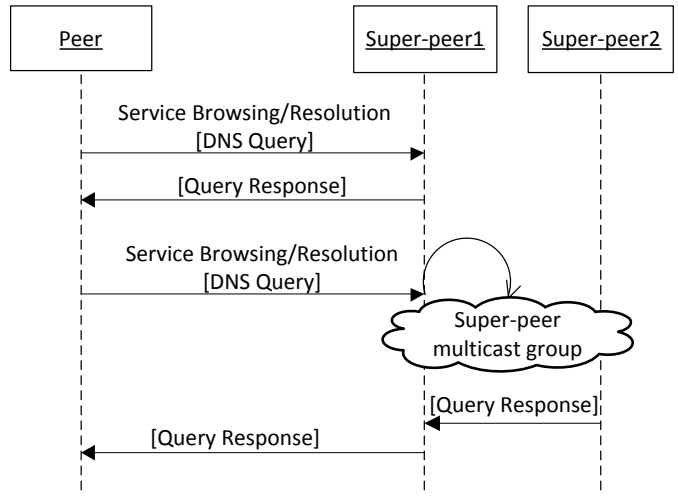 Peer
Super-peer1
Super-peer2
Service Browsing/Resolution
[DNS Query]
[Query Response]
Service Browsing/Resolution
[DNS Query]
Super-peer
multicast group
[Query Response]
[Query Response]